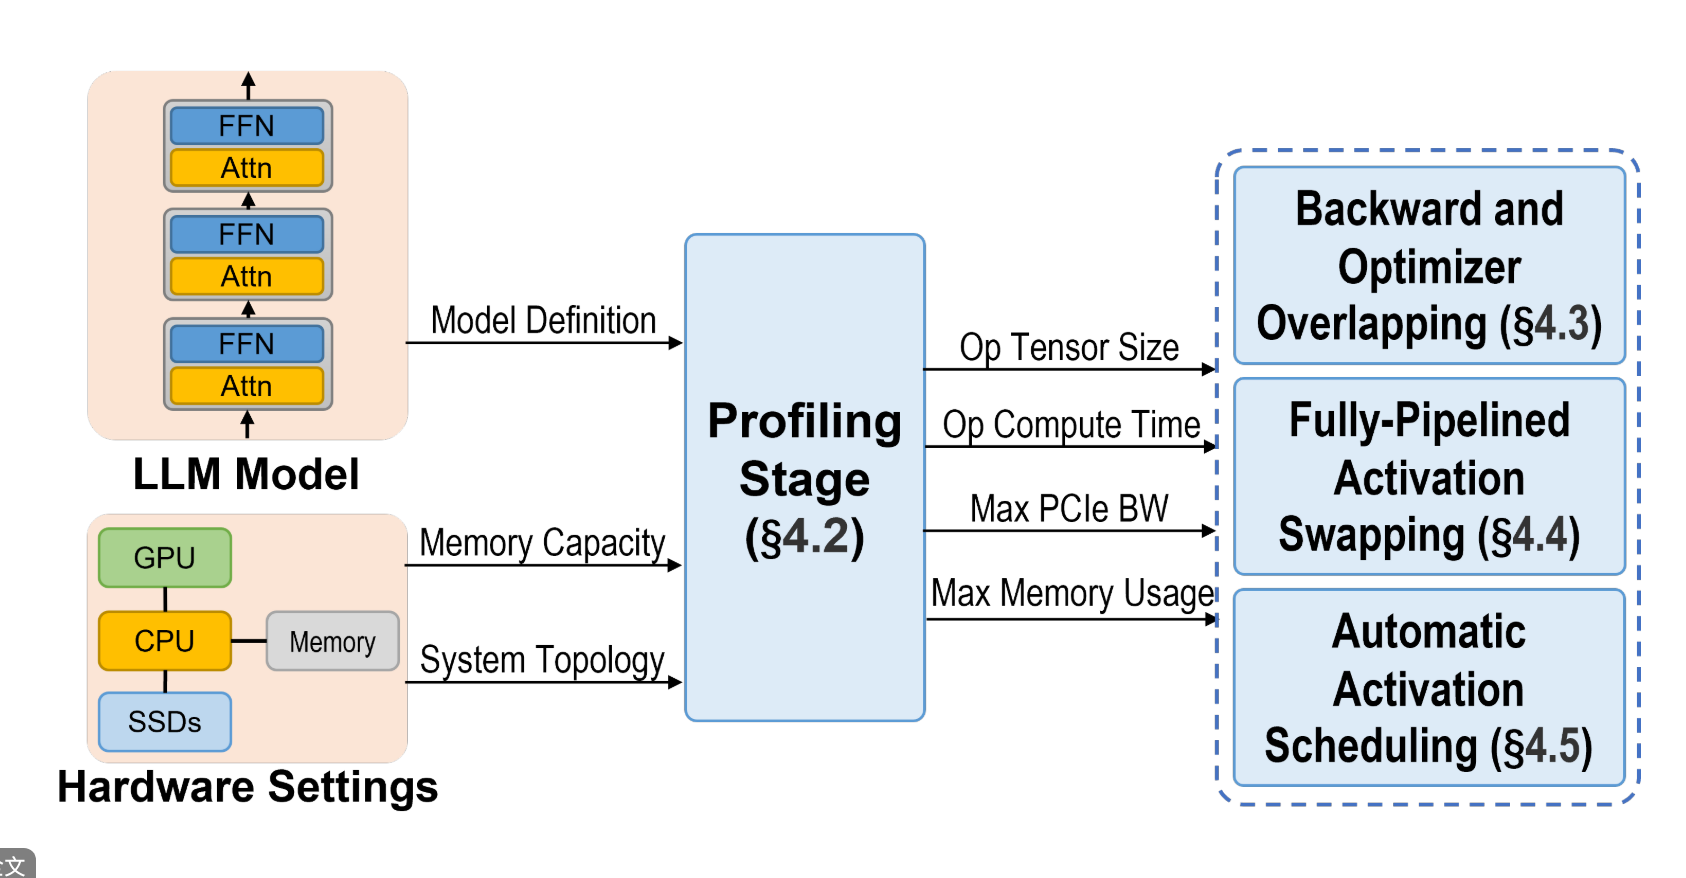 FFN
Attn
FFN
Attn
FFN
Attn
LLM Model
GPU
CPU
Memory
SSDs
Hardware Settings
Model Definition
Memory Capacity
System Topology
Profiling
Stage
(§4.2)
Op Tensor Size
Op Compute Time
Max PCIe BW
Max Memory Usage
Backward and
Optimizer
Overlapping (§4.3)
Fully-Pipelined
Activation
Swapping (§4.4)
Automatic
Activation
Scheduling (§4.5)
文